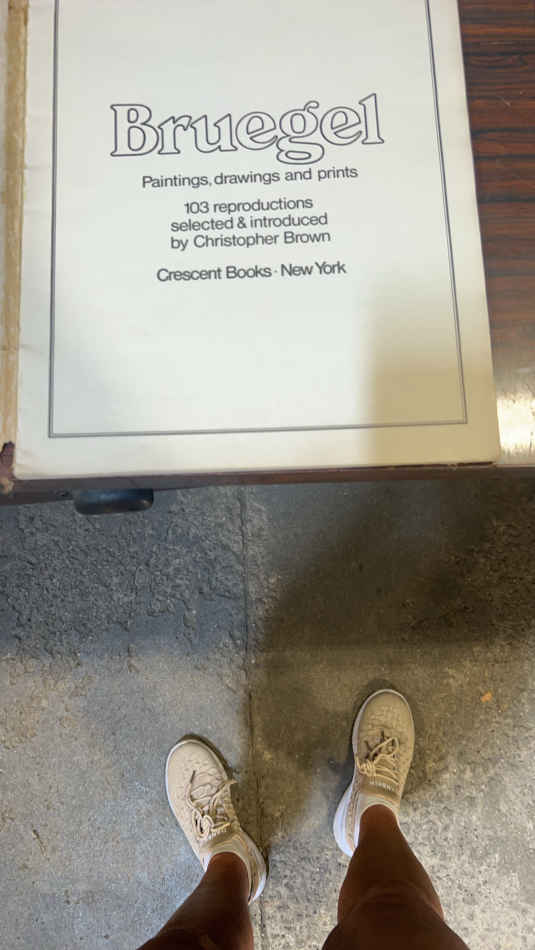 Bruegel
Paintings, drawings and prints
103 reproductions
selected & introduced
by Christopher Brown
Crescent Books · New York